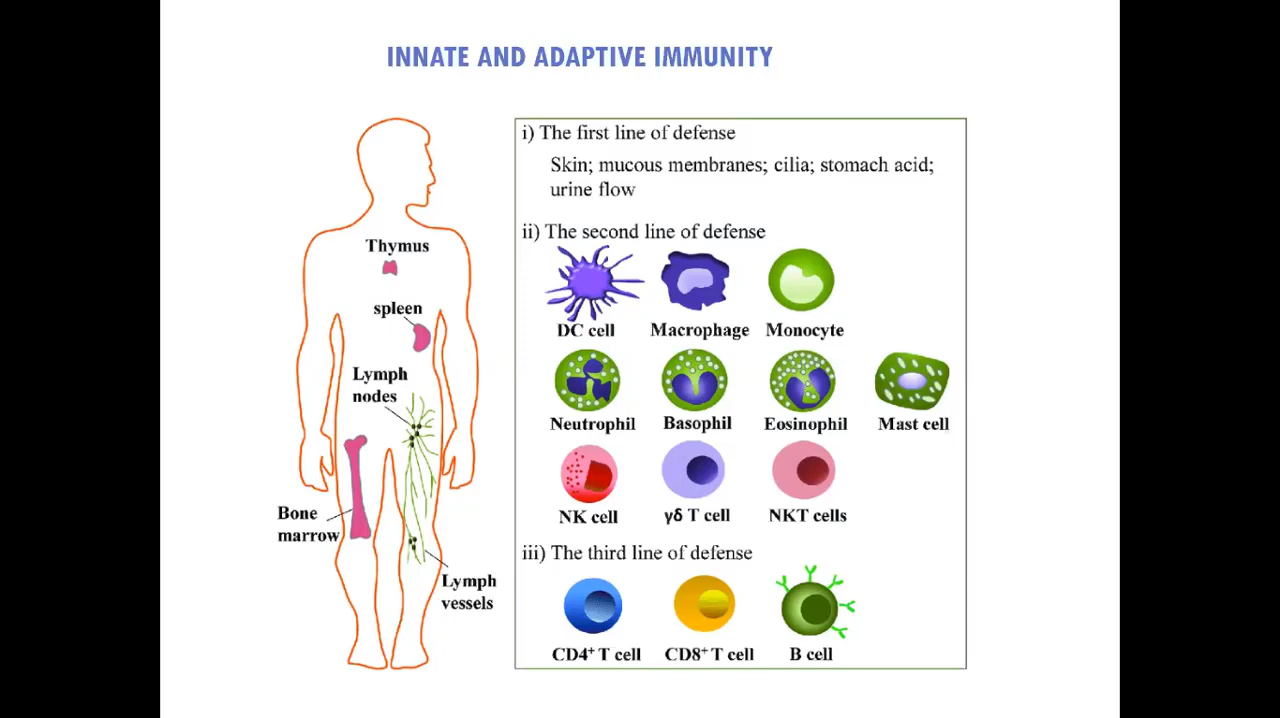 INNATE AND ADAPTIVE IMMUNITY
Thymus
spleen
Lymph
nodes
Bone
marrow
Lymph
vessels
i) The first line of defense
Skin; mucous membranes; cilia; stomach acid;
urine flow
ii) The second line of defense
DC cell
Macrophage
Monocyte
Neutrophil
Basophil
Eosinophil
Mast cell
NK cell
γδ T cell
NKT cells
iii) The third line of defense
CD4⁺ T cell
CD8⁺ T cell
B cell